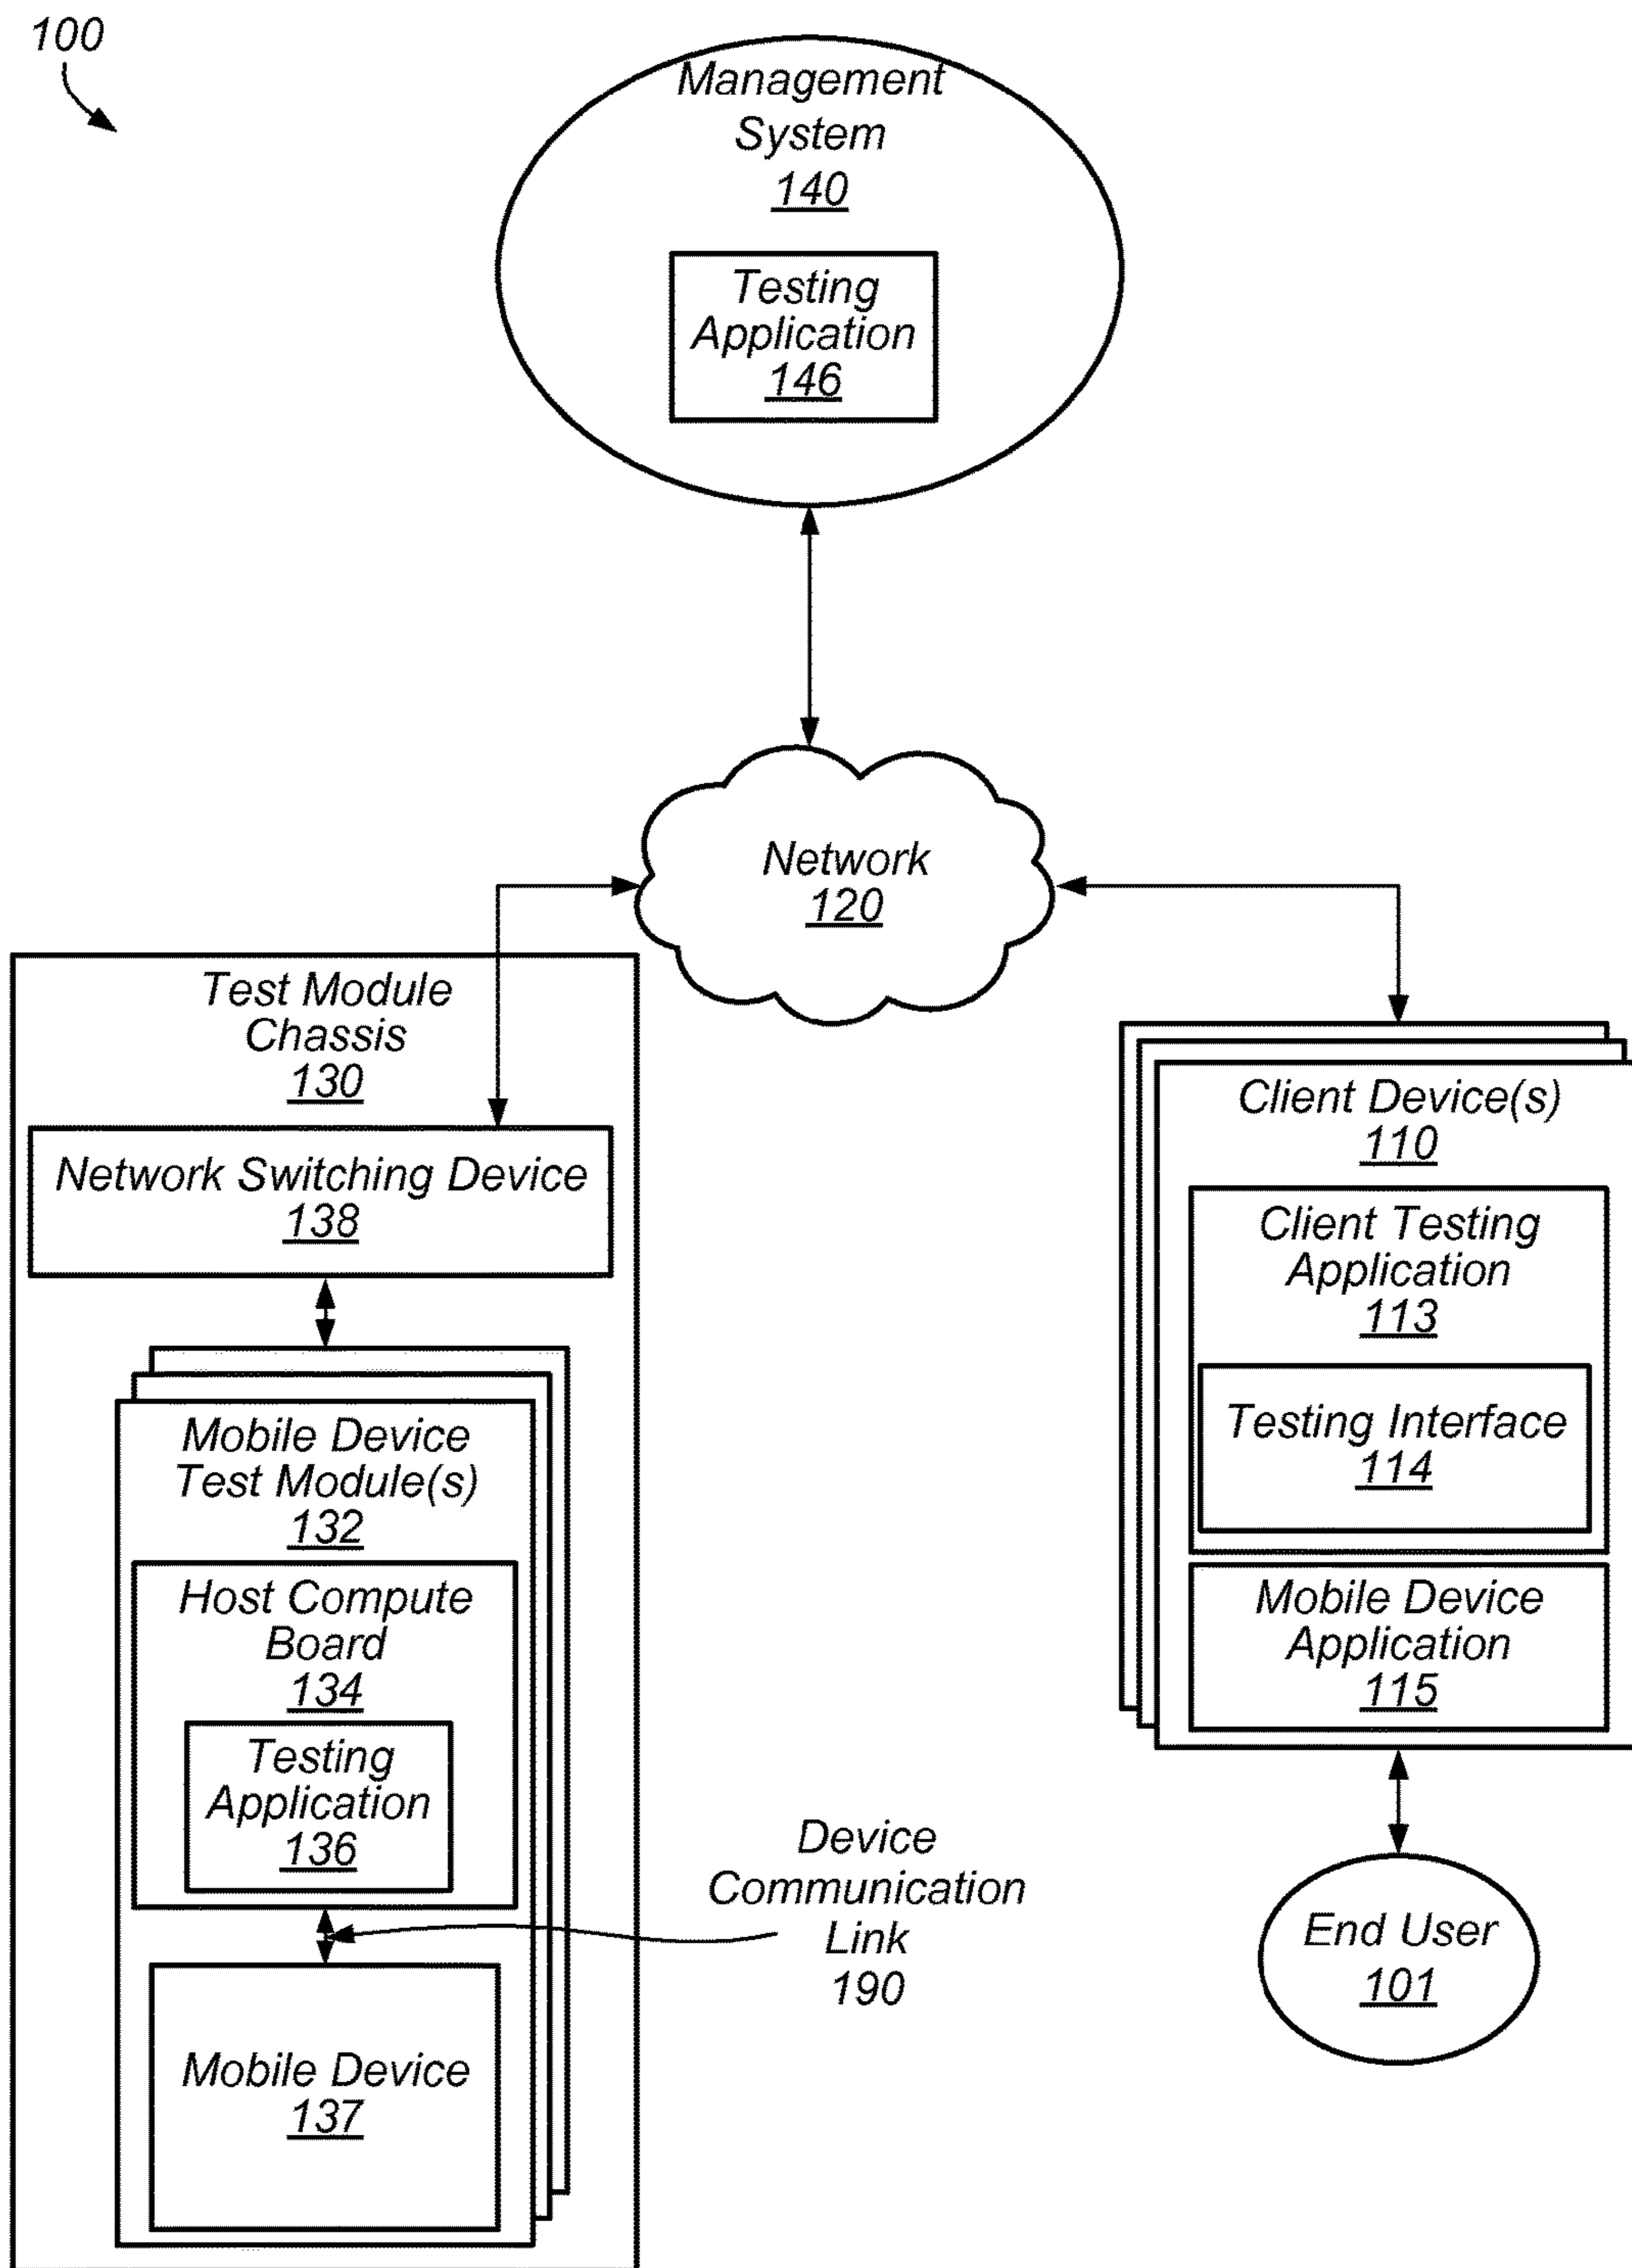 100
Management
System
140
Testing
Application
146
Network
120
Test Module
Chassis
130
Network Switching Device
138
Mobile Device
Test Module(s)
132
Host Compute
Board
134
Testing
Application
136
Mobile Device
137
Device
Communication
Link
190
Client Device(s)
110
Client Testing
Application
113
Testing Interface
114
Mobile Device
Application
115
End User
101